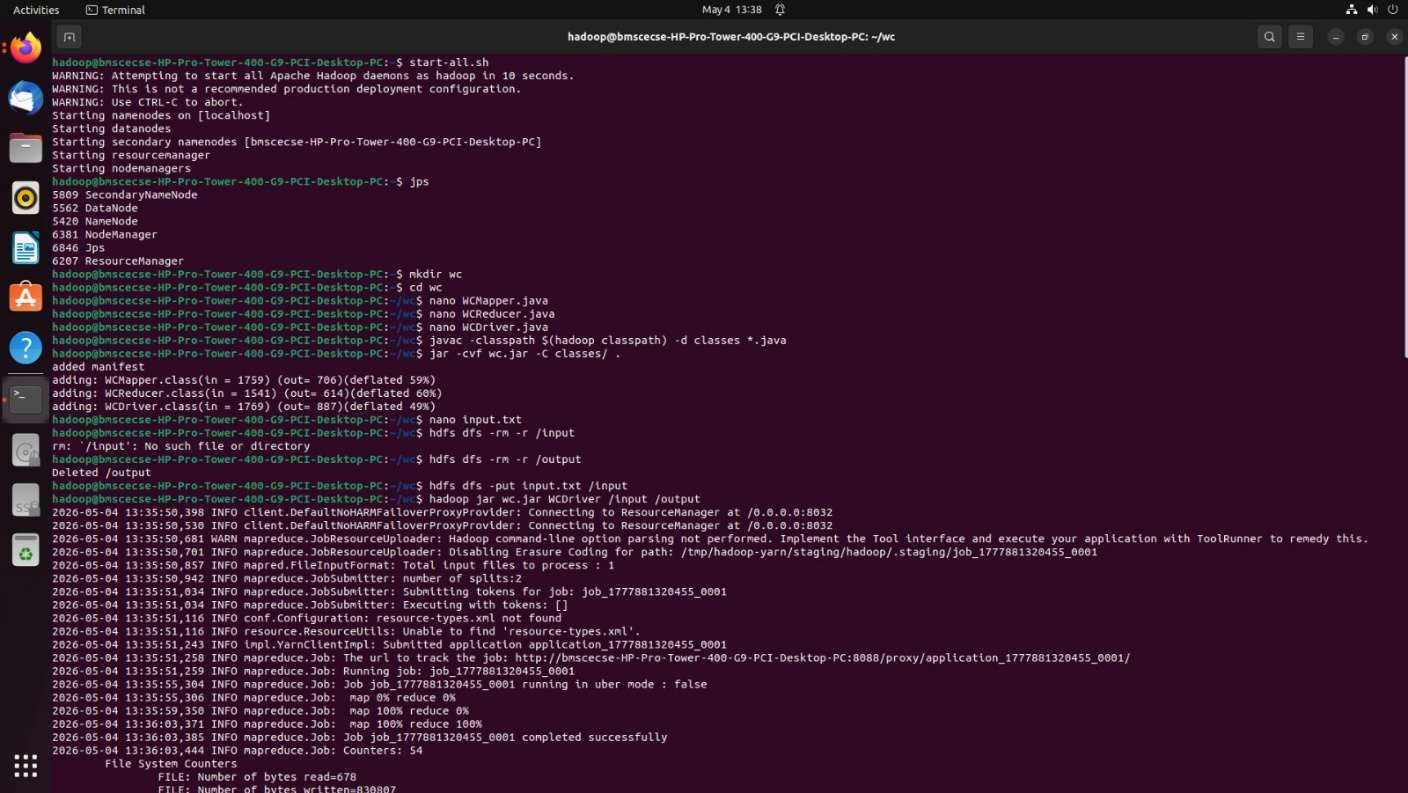 Activities
Terminal
May 4 13:38
hadoop@bmscecse-HP-Pro-Tower-400-G9-PCI-Desktop-PC: ~/wc
hadoop@bmscecse-HP-Pro-Tower-400-G9-PCI-Desktop-PC:~$ start-all.sh
WARNING: Attempting to start all Apache Hadoop daemons as hadoop in 10 seconds.
WARNING: This is not a recommended production deployment configuration.
WARNING: Use CTRL-C to abort.
Starting namenodes on [localhost]
Starting datanodes
Starting secondary namenodes [bmscecse-HP-Pro-Tower-400-G9-PCI-Desktop-PC]
Starting resourcemanager
Starting nodemanagers
hadoop@bmscecse-HP-Pro-Tower-400-G9-PCI-Desktop-PC:~$ jps
5809 SecondaryNameNode
5562 DataNode
5420 NameNode
6381 NodeManager
6846 Jps
6207 ResourceManager
hadoop@bmscecse-HP-Pro-Tower-400-G9-PCI-Desktop-PC:~$ mkdir wc
hadoop@bmscecse-HP-Pro-Tower-400-G9-PCI-Desktop-PC:~$ cd wc
hadoop@bmscecse-HP-Pro-Tower-400-G9-PCI-Desktop-PC:~/wc$ nano WCMapper.java
hadoop@bmscecse-HP-Pro-Tower-400-G9-PCI-Desktop-PC:~/wc$ nano WCReducer.java
hadoop@bmscecse-HP-Pro-Tower-400-G9-PCI-Desktop-PC:~/wc$ nano WCDriver.java
hadoop@bmscecse-HP-Pro-Tower-400-G9-PCI-Desktop-PC:~/wc$ javac -classpath $(hadoop classpath) -d classes *.java
hadoop@bmscecse-HP-Pro-Tower-400-G9-PCI-Desktop-PC:~/wc$ jar -cvf wc.jar -C classes/ .
added manifest
adding: WCMapper.class(in = 1759) (out= 706)(deflated 59%)
adding: WCReducer.class(in = 1541) (out= 614)(deflated 60%)
adding: WCDriver.class(in = 1769) (out= 887)(deflated 49%)
hadoop@bmscecse-HP-Pro-Tower-400-G9-PCI-Desktop-PC:~/wc$ nano input.txt
hadoop@bmscecse-HP-Pro-Tower-400-G9-PCI-Desktop-PC:~/wc$ hdfs dfs -rm -r /input
rm: `/input': No such file or directory
hadoop@bmscecse-HP-Pro-Tower-400-G9-PCI-Desktop-PC:~/wc$ hdfs dfs -rm -r /output
Deleted /output
hadoop@bmscecse-HP-Pro-Tower-400-G9-PCI-Desktop-PC:~/wc$ hdfs dfs -put input.txt /input
hadoop@bmscecse-HP-Pro-Tower-400-G9-PCI-Desktop-PC:~/wc$ hadoop jar wc.jar WCDriver /input /output
2026-05-04 13:35:50,398 INFO client.DefaultNoHARMFailoverProxyProvider: Connecting to ResourceManager at /0.0.0.0:8032
2026-05-04 13:35:50,530 INFO client.DefaultNoHARMFailoverProxyProvider: Connecting to ResourceManager at /0.0.0.0:8032
2026-05-04 13:35:50,681 WARN mapreduce.JobResourceUploader: Hadoop command-line option parsing not performed. Implement the Tool interface and execute your application with ToolRunner to remedy this.
2026-05-04 13:35:50,701 INFO mapreduce.JobResourceUploader: Disabling Erasure Coding for path: /tmp/hadoop-yarn/staging/hadoop/.staging/job_1777881320455_0001
2026-05-04 13:35:50,857 INFO mapred.FileInputFormat: Total input files to process : 1
2026-05-04 13:35:50,942 INFO mapreduce.JobSubmitter: number of splits:2
2026-05-04 13:35:51,034 INFO mapreduce.JobSubmitter: Submitting tokens for job: job_1777881320455_0001
2026-05-04 13:35:51,034 INFO mapreduce.JobSubmitter: Executing with tokens: []
2026-05-04 13:35:51,116 INFO conf.Configuration: resource-types.xml not found
2026-05-04 13:35:51,116 INFO resource.ResourceUtils: Unable to find 'resource-types.xml'.
2026-05-04 13:35:51,243 INFO impl.YarnClientImpl: Submitted application application_1777881320455_0001
2026-05-04 13:35:51,258 INFO mapreduce.Job: The url to track the job: http://bmscecse-HP-Pro-Tower-400-G9-PCI-Desktop-PC:8088/proxy/application_1777881320455_0001/
2026-05-04 13:35:51,259 INFO mapreduce.Job: Running job: job_1777881320455_0001
2026-05-04 13:35:55,304 INFO mapreduce.Job: Job job_1777881320455_0001 running in uber mode : false
2026-05-04 13:35:55,306 INFO mapreduce.Job:  map 0% reduce 0%
2026-05-04 13:35:59,350 INFO mapreduce.Job:  map 100% reduce 0%
2026-05-04 13:36:03,371 INFO mapreduce.Job:  map 100% reduce 100%
2026-05-04 13:36:03,385 INFO mapreduce.Job: Job job_1777881320455_0001 completed successfully
2026-05-04 13:36:03,444 INFO mapreduce.Job: Counters: 54
File System Counters
FILE: Number of bytes read=678
FILE: Number of bytes written=830807